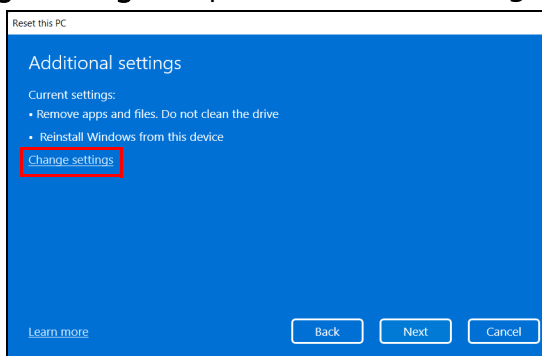 Reset this PC
Additional settings
Current settings:
• Remove apps and files. Do not clean the drive
• Reinstall Windows from this device
Change settings
Learn more
Back
Next
Cancel